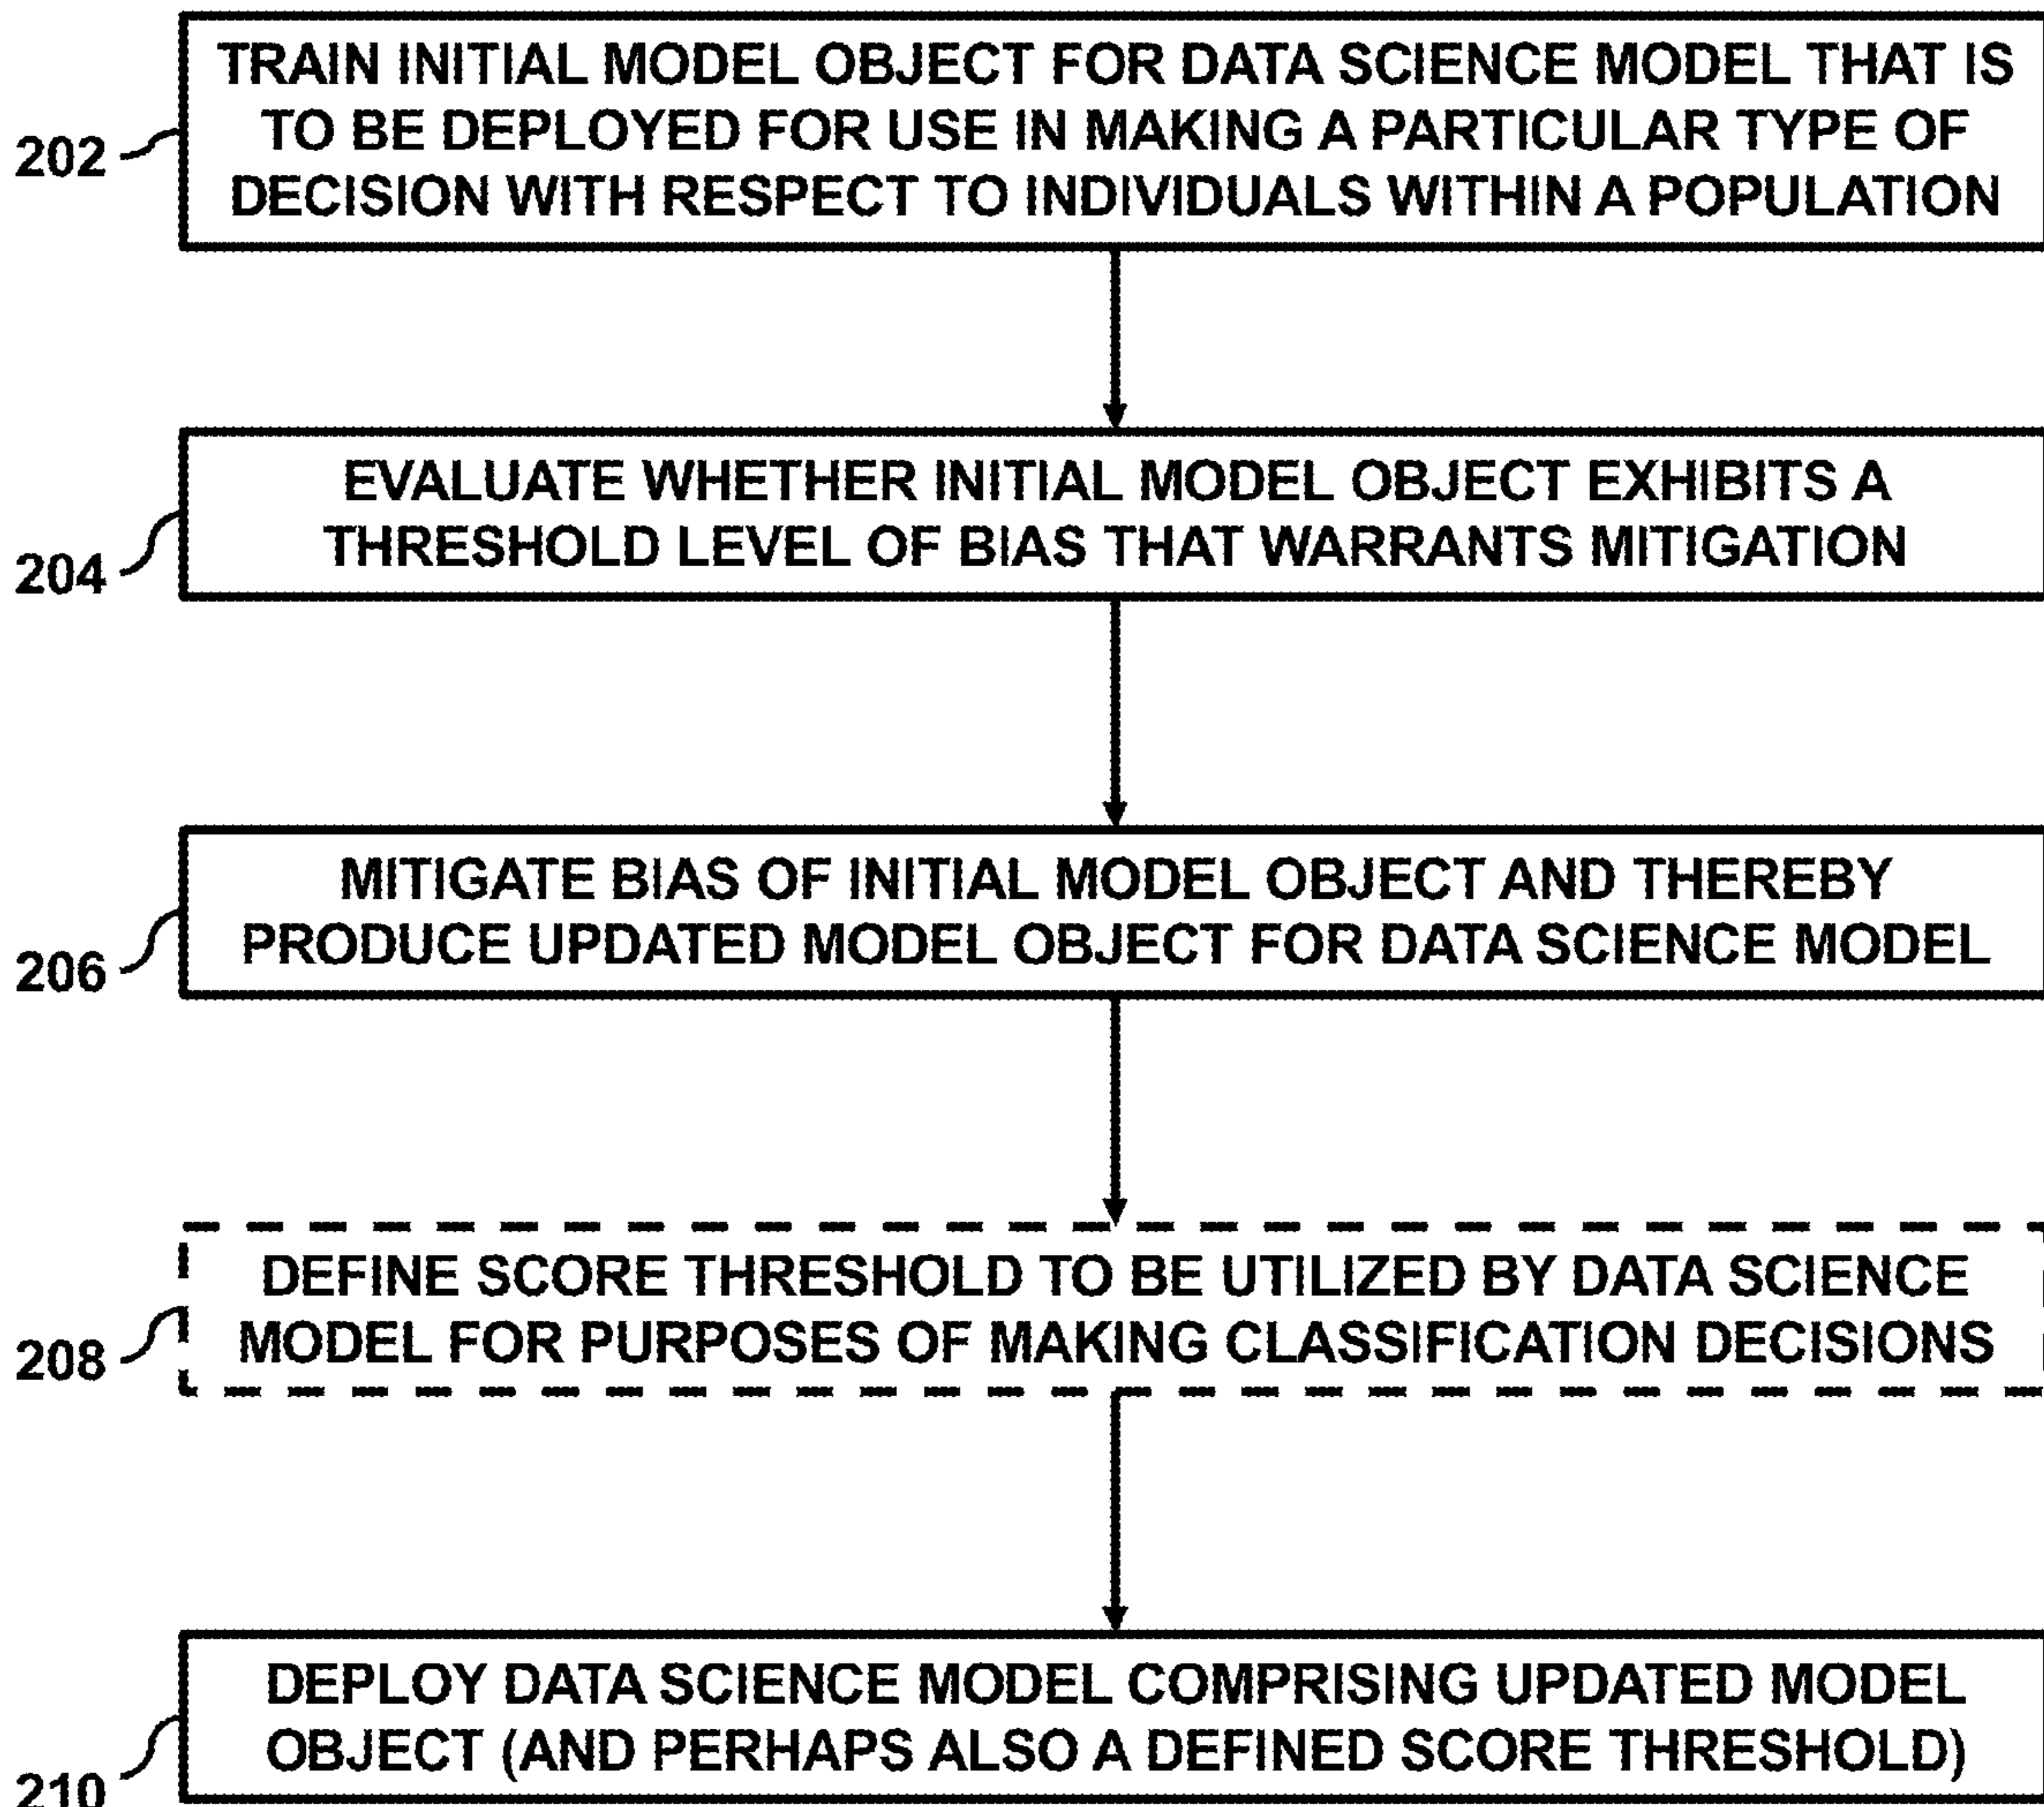 TRAIN INITIAL MODEL OBJECT FOR DATA SCIENCE MODEL THAT IS
TO BE DEPLOYED FOR USE IN MAKING A PARTICULAR TYPE OF
DECISION WITH RESPECT TO INDIVIDUALS WITHIN A POPULATION
202
EVALUATE WHETHER INITIAL MODEL OBJECT EXHIBITS A
THRESHOLD LEVEL OF BIAS THAT WARRANTS MITIGATION
204
MITIGATE BIAS OF INITIAL MODEL OBJECT AND THEREBY
PRODUCE UPDATED MODEL OBJECT FOR DATA SCIENCE MODEL
206
DEFINE SCORE THRESHOLD TO BE UTILIZED BY DATA SCIENCE
MODEL FOR PURPOSES OF MAKING CLASSIFICATION DECISIONS
208
DEPLOY DATA SCIENCE MODEL COMPRISING UPDATED MODEL
OBJECT (AND PERHAPS ALSO A DEFINED SCORE THRESHOLD)
210